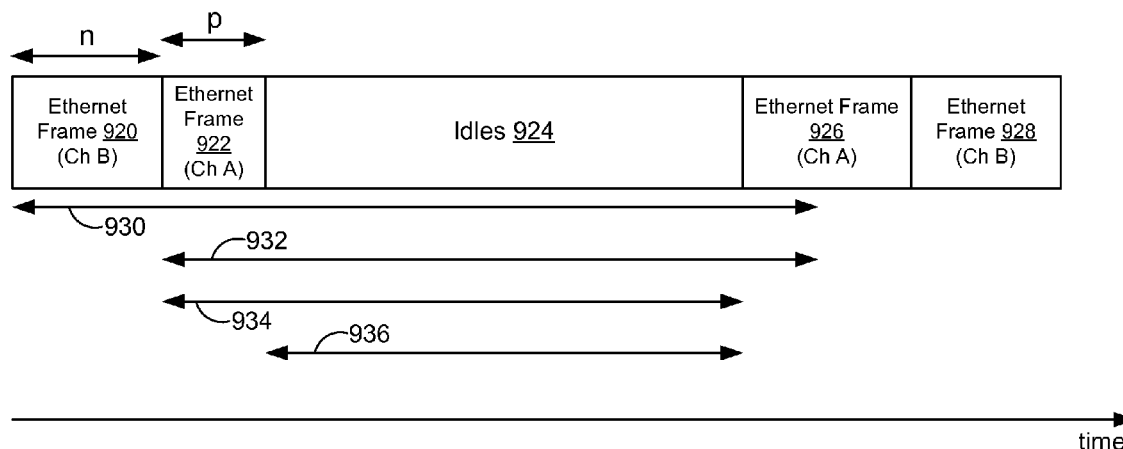 n
p
Ethernet
Frame 920
(Ch B)
Ethernet
Frame
922
(Ch A)
Idles 924
Ethernet Frame
926
(Ch A)
Ethernet
Frame 928
(Ch B)
930
932
934
936
time